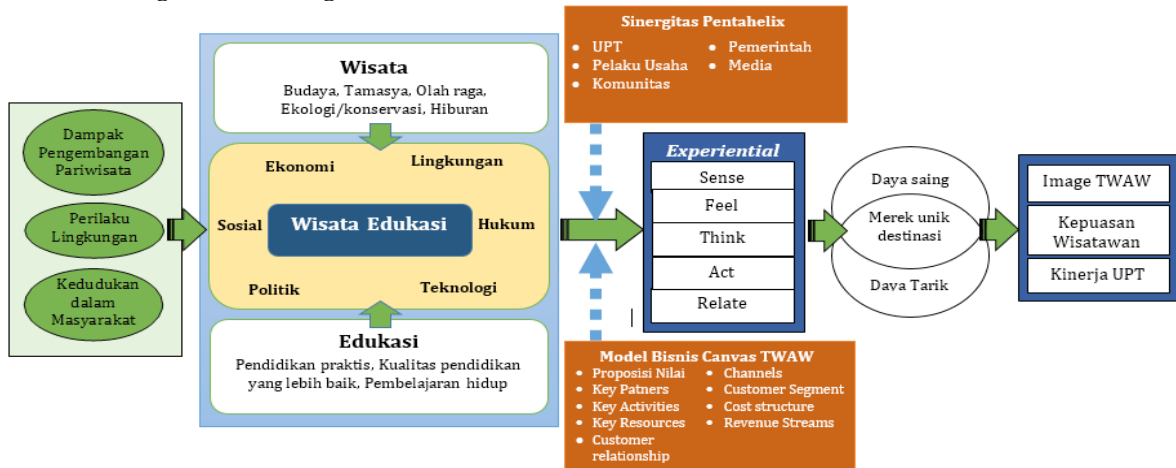 Dampak
Pengembangan
Pariwisata
Perilaku
Lingkungan
Kedudukan
dalam
Masyarakat
Wisata
Budaya, Tamasya, Olah raga,
Ekologi/konservasi, Hiburan
Ekonomi
Lingkungan
Sosial
Wisata Edukasi
Hukum
Politik
Teknologi
Edukasi
Pendidikan praktis, Kualitas pendidikan
yang lebih baik, Pembelajaran hidup
Sinergitas Pentahelix
• UPT
• Pelaku Usaha
• Komunitas
• Pemerintah
• Media
Experiential
Sense
Feel
Think
Act
Relate
Model Bisnis Canvas TWAW
• Proposisi Nilai
• Key Patners
• Key Activities
• Key Resources
• Customer
relationship
• Channels
• Customer Segment
• Cost structure
• Revenue Streams
Daya saing
Merek unik
destinasi
Daya Tarik
Image TWAW
Kepuasan
Wisatawan
Kinerja UPT